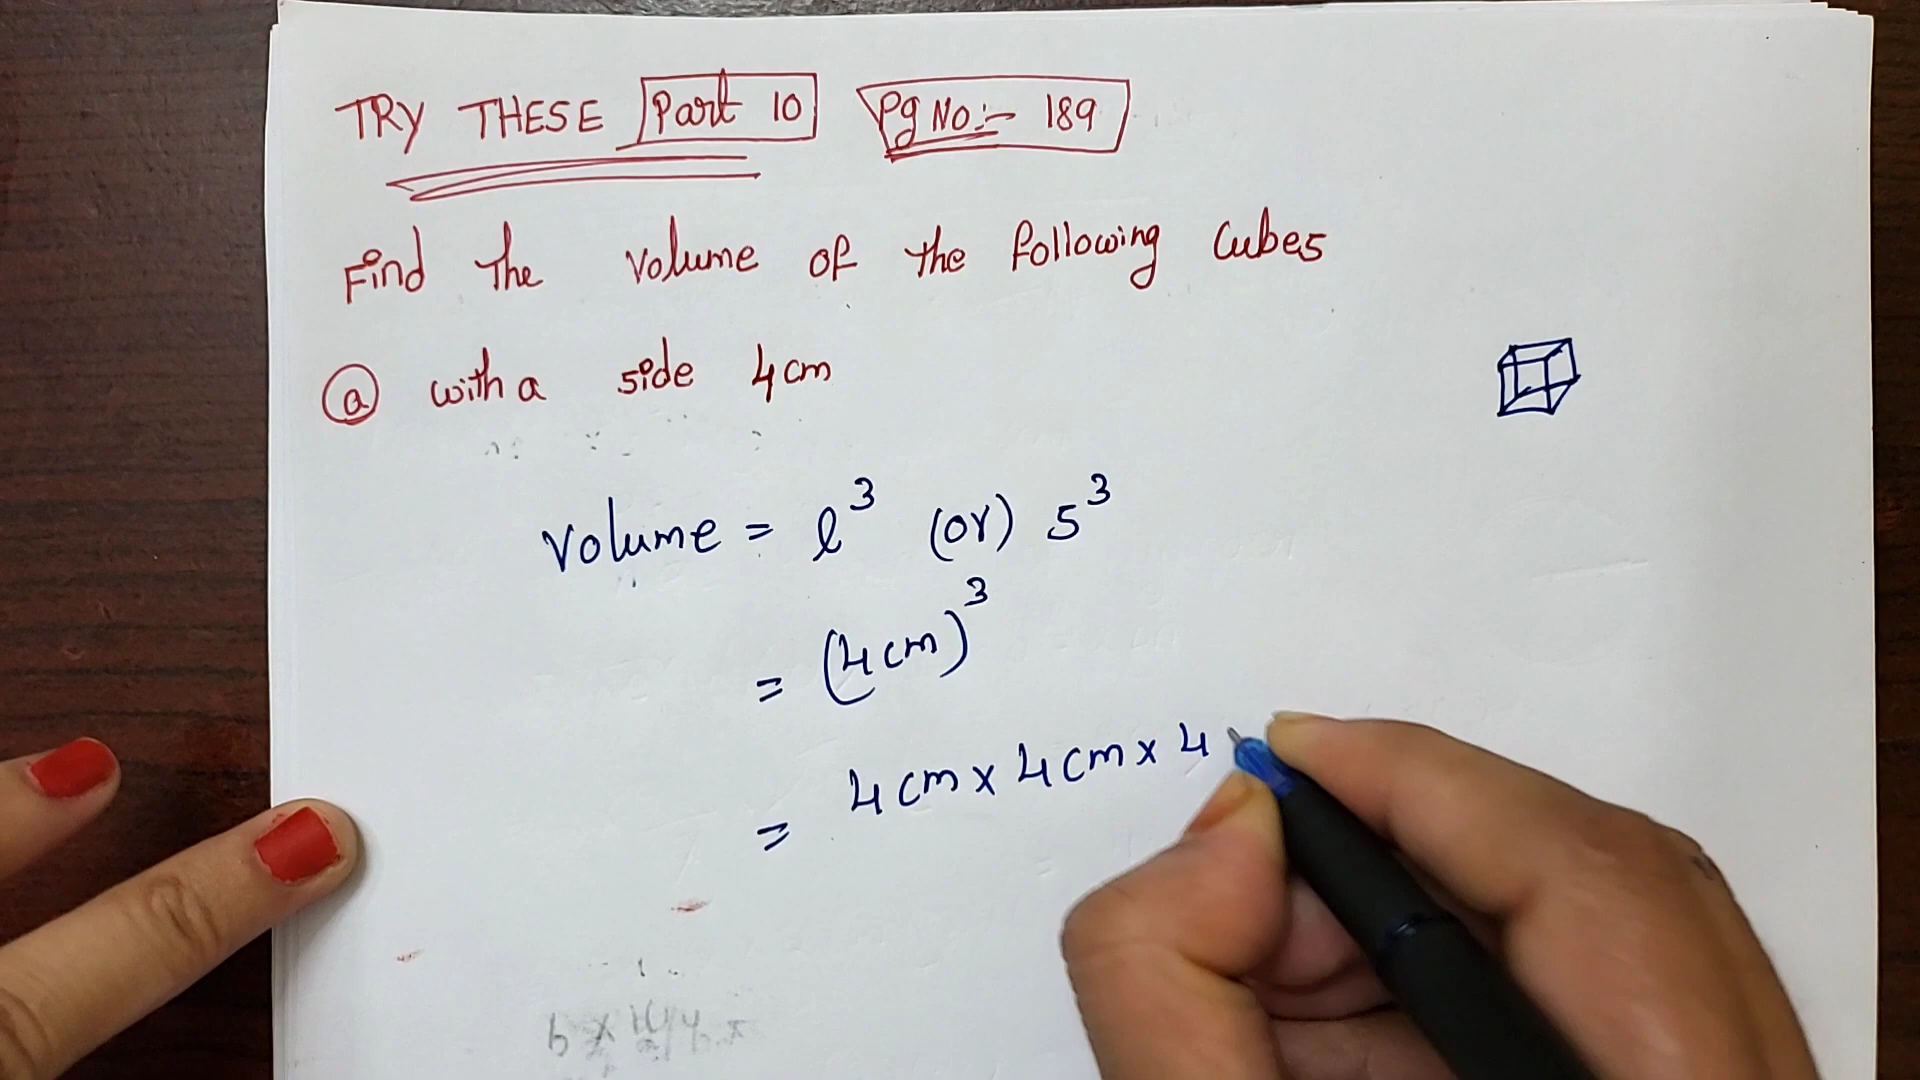 TRY THESE Part 10 Pg No:- 189
Find the volume of the following cubes
a with a side 4cm
Volume = l³ (or) s³
= (4cm)³
= 4cm x 4cm x 4